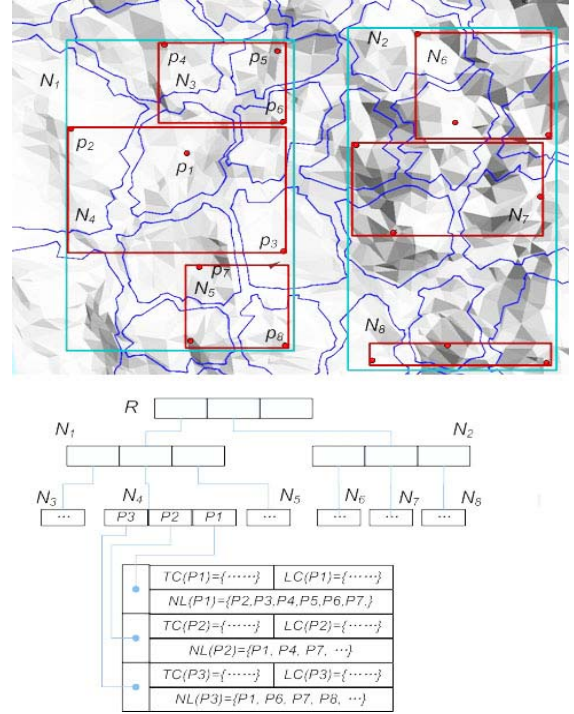 p4
p5
N2
N6
N1
N3
p6
p2
p1
N4
N7
p3
p7
N5
N8
p8
R
N1
N2
N3
N4
N5
N6
N7
N8
...
P3
P2
P1
...
...
...
...
TC(P1)={······}
LC(P1)={······}
NL(P1)={P2,P3,P4,P5,P6,P7,}
TC(P2)={······}
LC(P2)={······}
NL(P2)={P1, P4, P7, ···}
TC(P3)={······}
LC(P3)={······}
NL(P3)={P1, P6, P7, P8, ···}